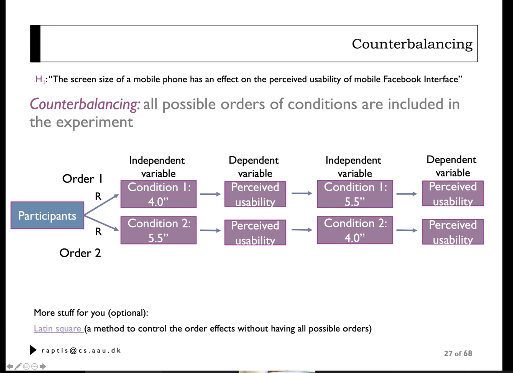 Counterbalancing
H₁: “The screen size of a mobile phone has an effect on the perceived usability of mobile Facebook Interface”
Counterbalancing: all possible orders of conditions are included in
the experiment
Independent
variable
Dependent
variable
Independent
variable
Dependent
variable
Order 1
R
Condition 1:
4.0”
Perceived
usability
Condition 1:
5.5”
Perceived
usability
Participants
R
Condition 2:
5.5”
Perceived
usability
Condition 2:
4.0”
Perceived
usability
Order 2
More stuff for you (optional):
Latin square (a method to control the order effects without having all possible orders)
raptis@cs.aau.dk
27 of 68